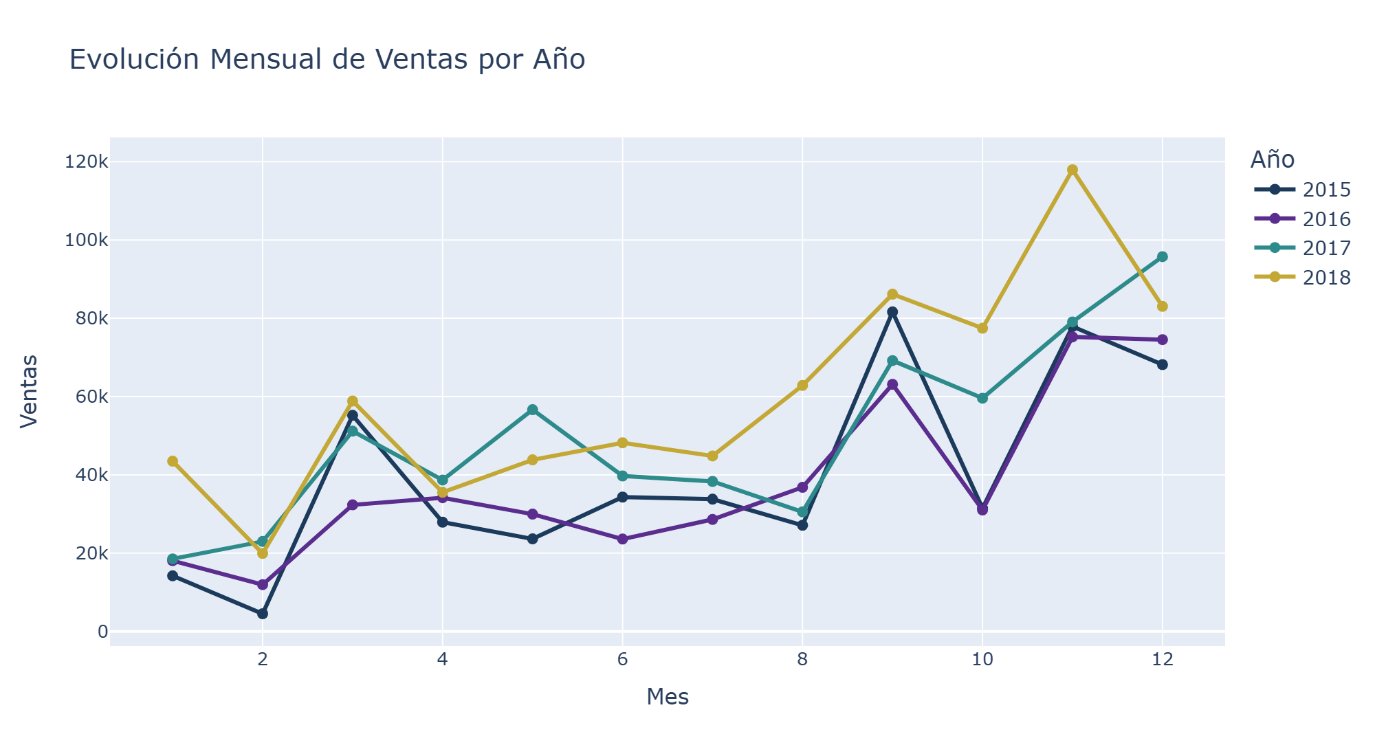 Evolución Mensual de Ventas por Año
Año
2015
2016
2017
2018
Ventas
120k
100k
80k
60k
40k
20k
0
2 4 6 8 10 12
Mes